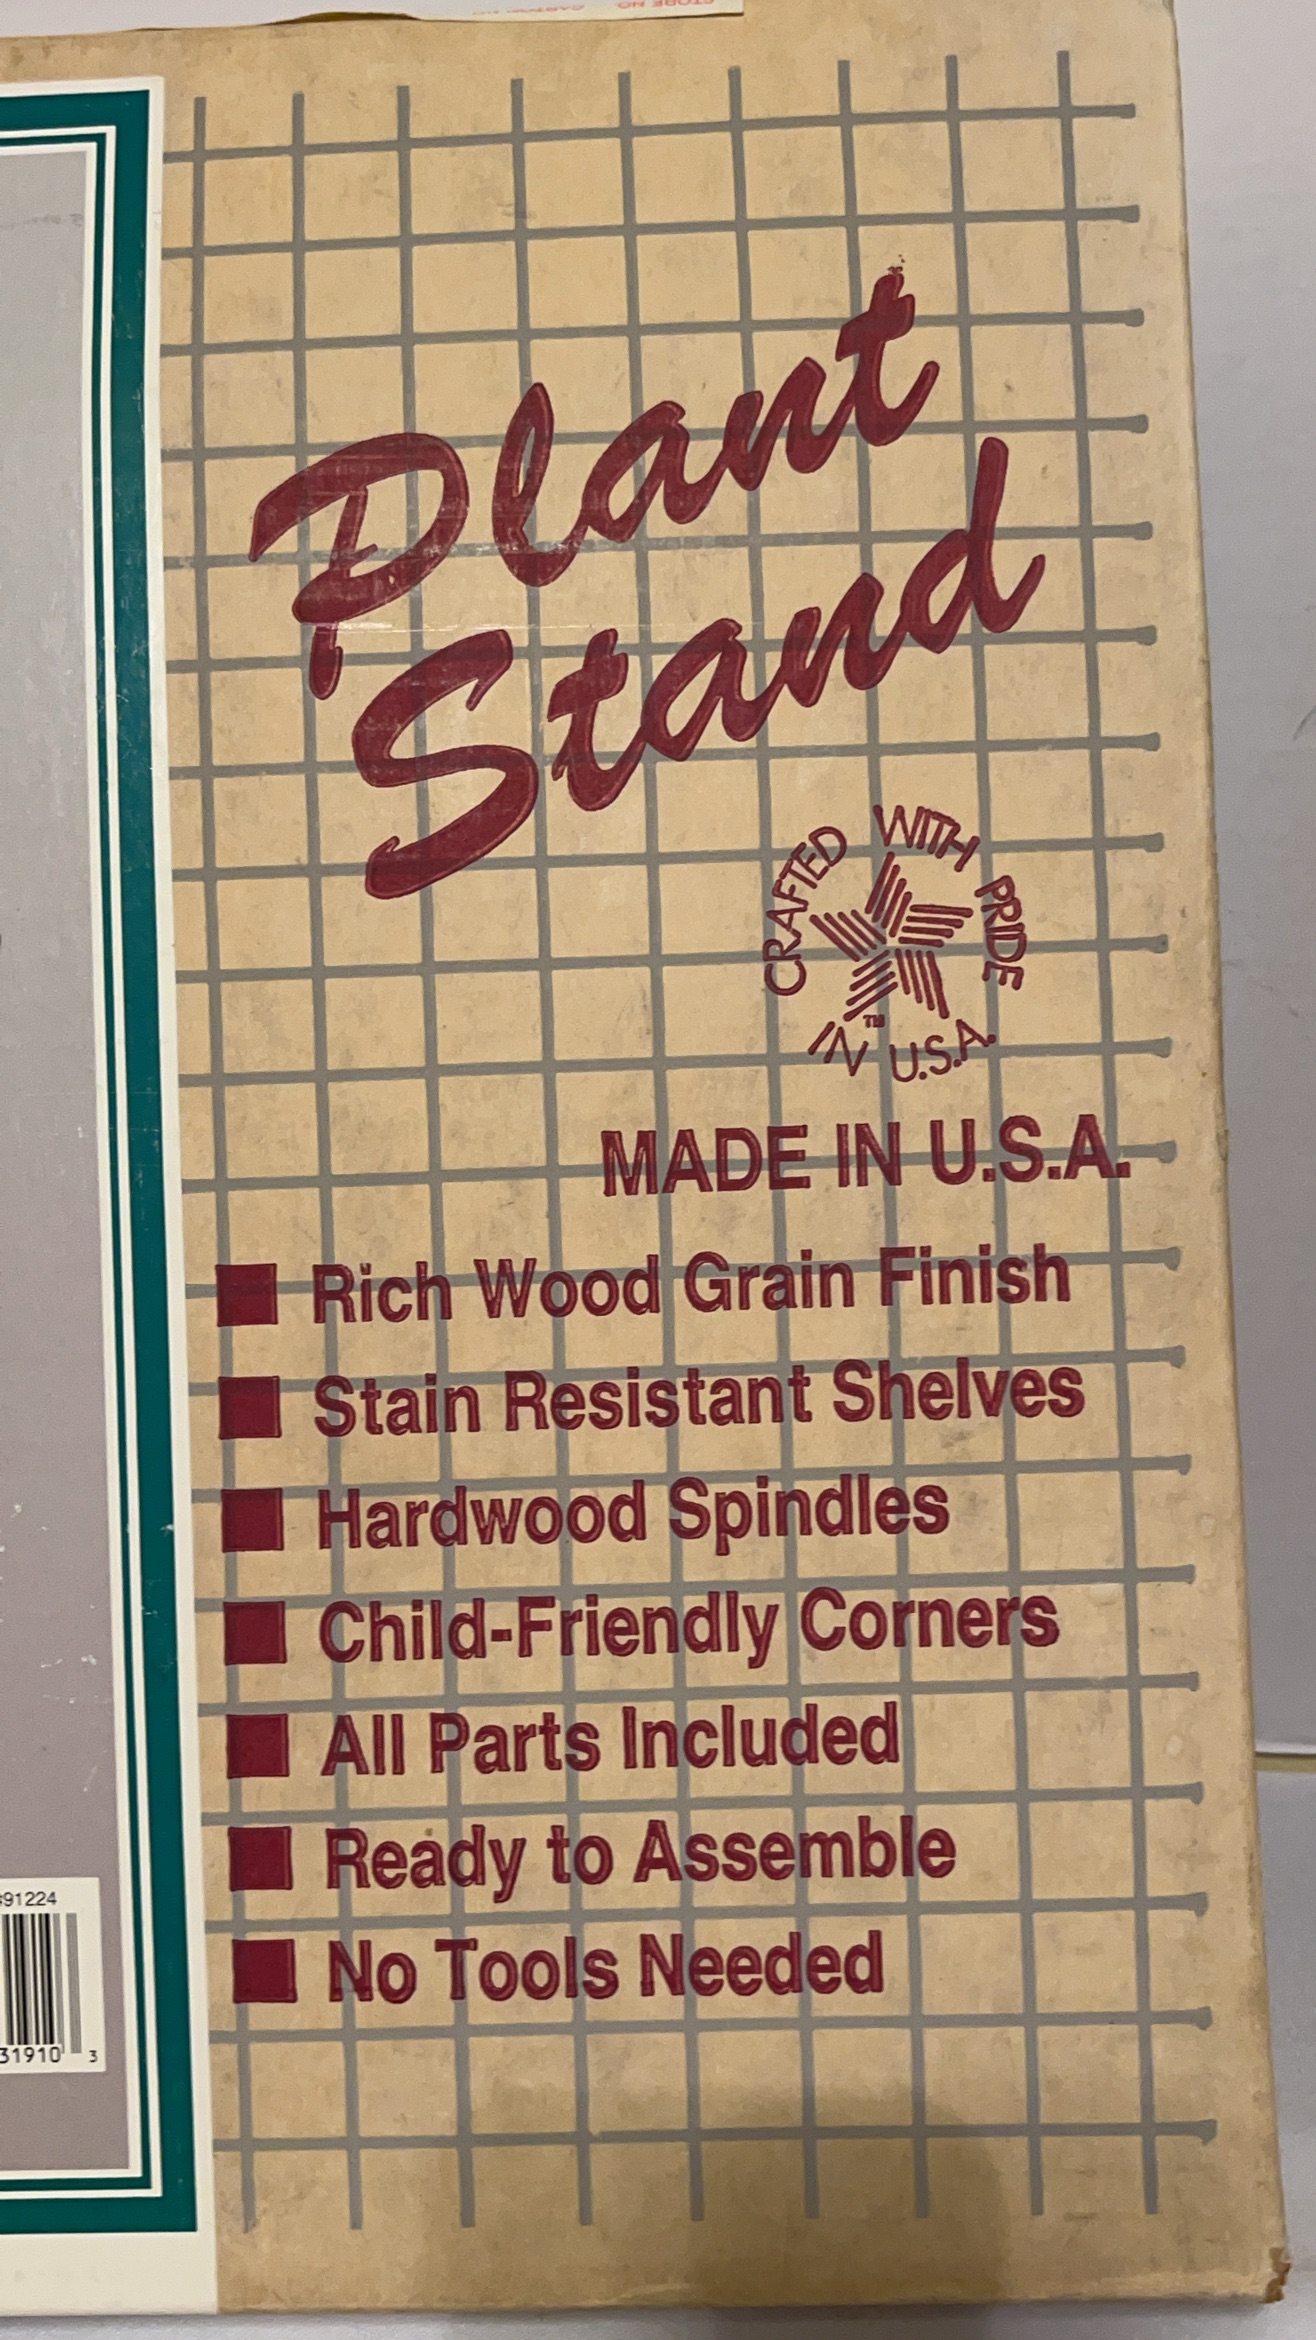 Plant
Stand
CRAFTED WITH PRIDE
IN U.S.A.
TM
MADE IN U.S.A.
Rich Wood Grain Finish
Stain Resistant Shelves
Hardwood Spindles
Child-Friendly Corners
All Parts Included
Ready to Assemble
No Tools Needed
91224
31910 3